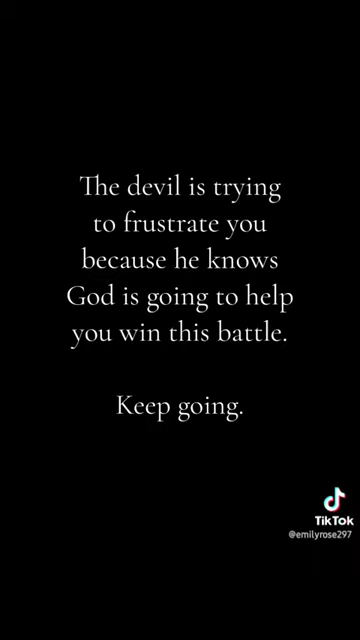 The devil is trying
to frustrate you
because he knows
God is going to help
you win this battle.
Keep going.
TikTok
@emilyrose297